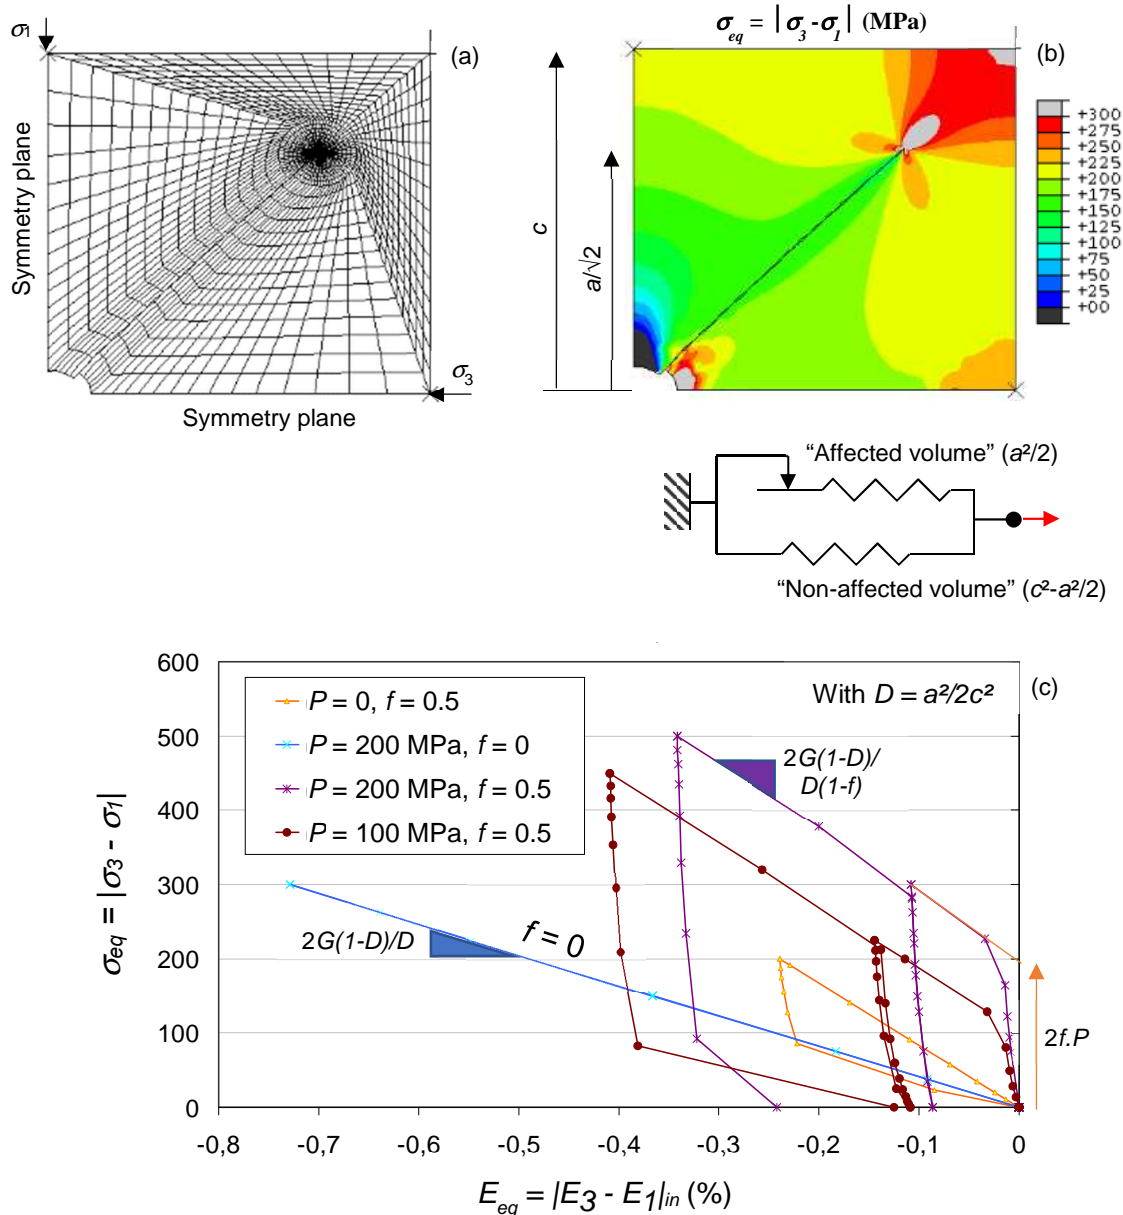 σ1
(a)
Symmetry plane
σ3
Symmetry plane
σeq = | σ3 - σ1 | (MPa)
(b)
c
a/√2
+300
+275
+250
+225
+200
+175
+150
+125
+100
+75
+50
+25
+00
“Affected volume” (a²/2)
“Non-affected volume” (c²-a²/2)
(c)
With D = a²/2c²
P = 0, f = 0.5
P = 200 MPa, f = 0
P = 200 MPa, f = 0.5
P = 100 MPa, f = 0.5
2G(1-D)/
D(1-f)
2G(1-D)/D
f = 0
2f.P
σeq = |σ3 - σ1|
600
500
400
300
200
100
0
-0,8 -0,7 -0,6 -0,5 -0,4 -0,3 -0,2 -0,1 0
Eeq = |E3 - E1|in (%)